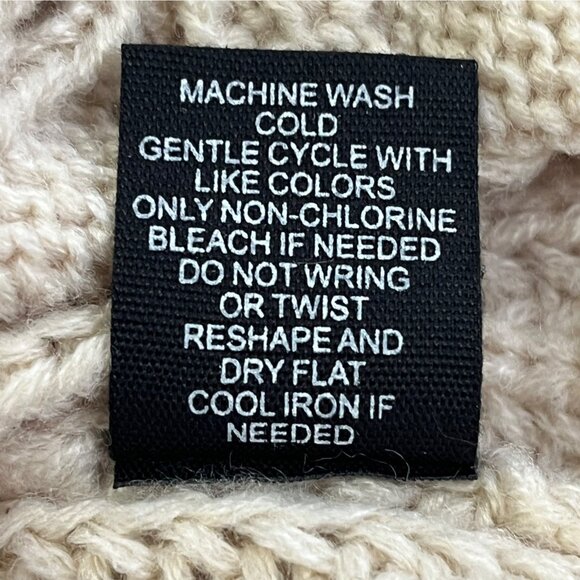 MACHINE WASH
COLD
GENTLE CYCLE WITH
LIKE COLORS
ONLY NON-CHLORINE
BLEACH IF NEEDED
DO NOT WRING
OR TWIST
RESHAPE AND
DRY FLAT
COOL IRON IF
NEEDED